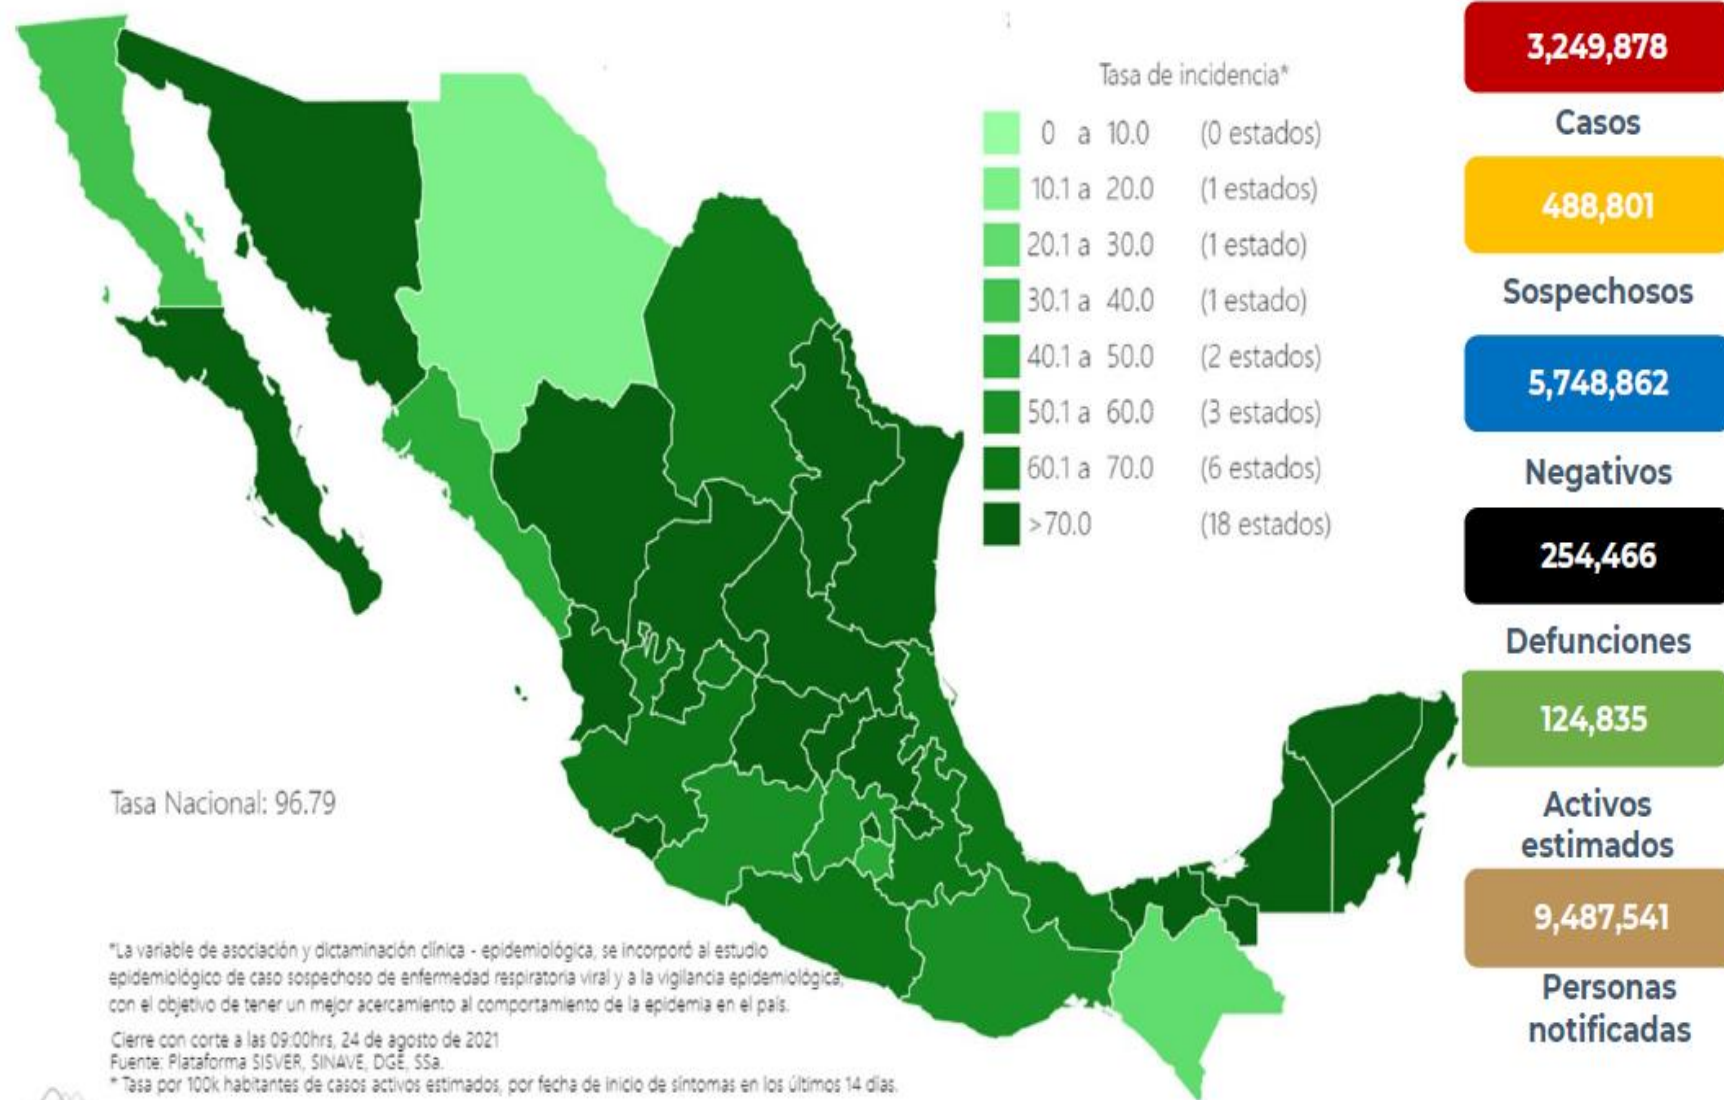 Tasa de incidencia*
0 a 10.0 (0 estados)
10.1 a 20.0 (1 estados)
20.1 a 30.0 (1 estado)
30.1 a 40.0 (1 estado)
40.1 a 50.0 (2 estados)
50.1 a 60.0 (3 estados)
60.1 a 70.0 (6 estados)
>70.0 (18 estados)
Tasa Nacional: 96.79
*La variable de asociación y dictaminación clínica - epidemiológica, se incorporó al estudio
epidemiológico de caso sospechoso de enfermedad respiratoria viral y a la vigilancia epidemiológica,
con el objetivo de tener un mejor acercamiento al comportamiento de la epidemia en el país.
Cierre con corte a las 09:00hrs, 24 de agosto de 2021
Fuente: Plataforma SISVER, SINAVE, DGE, SSa.
* Tasa por 100k habitantes de casos activos estimados, por fecha de inicio de síntomas en los últimos 14 días.
3,249,878
Casos
488,801
Sospechosos
5,748,862
Negativos
254,466
Defunciones
124,835
Activos
estimados
9,487,541
Personas
notificadas